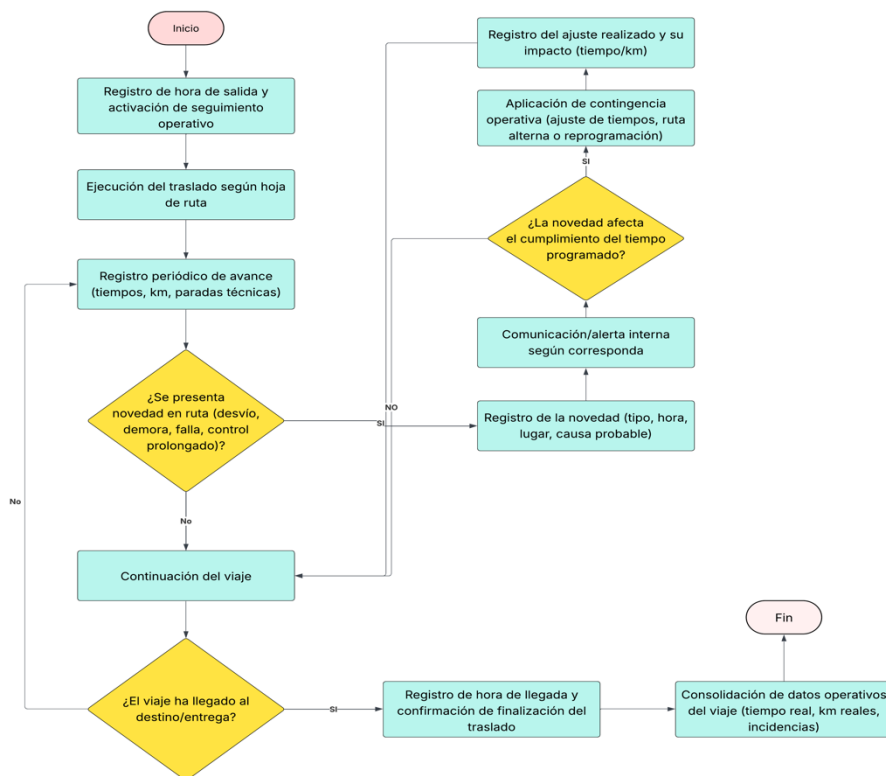 Inicio
Registro de hora de salida y
activación de seguimiento
operativo
Ejecución del traslado según hoja
de ruta
Registro periódico de avance
(tiempos, km, paradas técnicas)
¿Se presenta
novedad en ruta (desvío,
demora, falla, control
prolongado)?
SI
No
Continuación del viaje
¿El viaje ha llegado al
destino/entrega?
No
SI
Registro del ajuste realizado y su
impacto (tiempo/km)
Aplicación de contingencia
operativa (ajuste de tiempos, ruta
alterna o reprogramación)
SI
¿La novedad afecta
el cumplimiento del tiempo
programado?
NO
Comunicación/alerta interna
según corresponda
Registro de la novedad (tipo, hora,
lugar, causa probable)
Registro de hora de llegada y
confirmación de finalización del
traslado
Consolidación de datos operativos
del viaje (tiempo real, km reales,
incidencias)
Fin